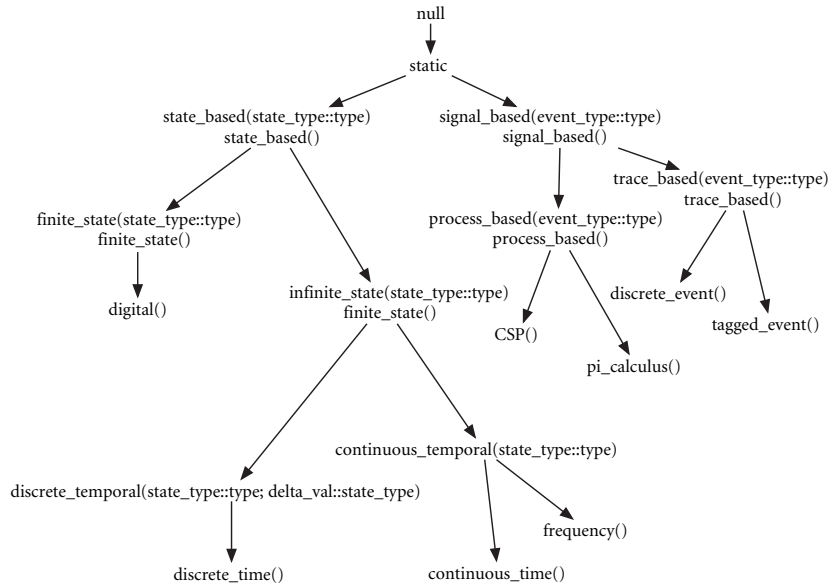 null
static
state_based(state_type::type)
state_based()
signal_based(event_type::type)
signal_based()
trace_based(event_type::type)
trace_based()
finite_state(state_type::type)
finite_state()
process_based(event_type::type)
process_based()
digital()
infinite_state(state_type::type)
finite_state()
discrete_event()
tagged_event()
CSP()
pi_calculus()
continuous_temporal(state_type::type)
discrete_temporal(state_type::type; delta_val::state_type)
frequency()
discrete_time()
continuous_time()